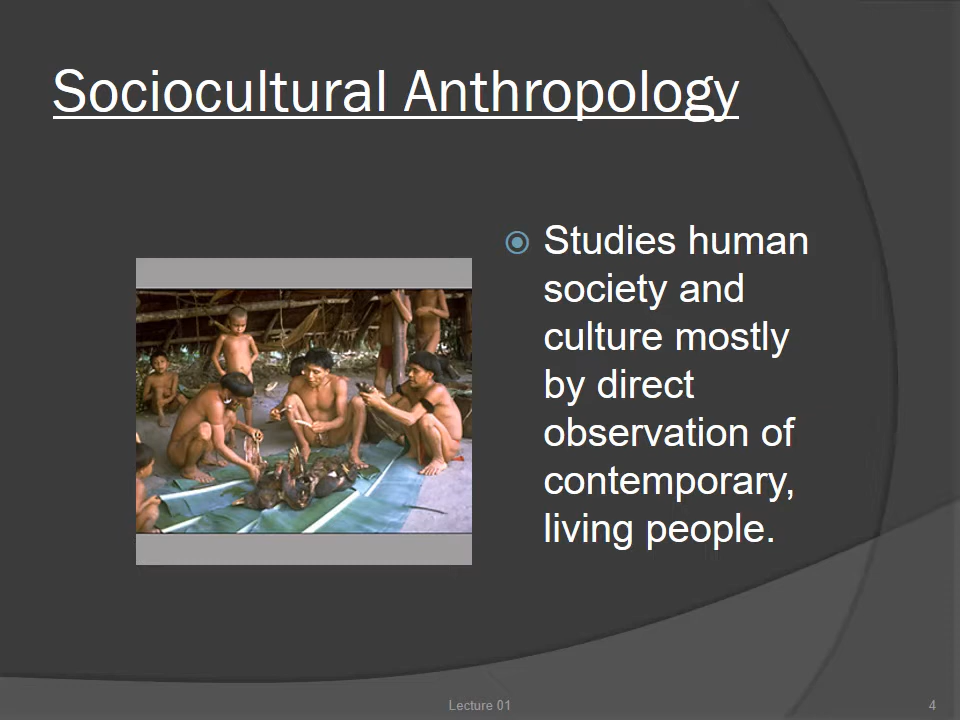 Sociocultural Anthropology
Studies human
society and
culture mostly
by direct
observation of
contemporary,
living people.
Lecture 01
4